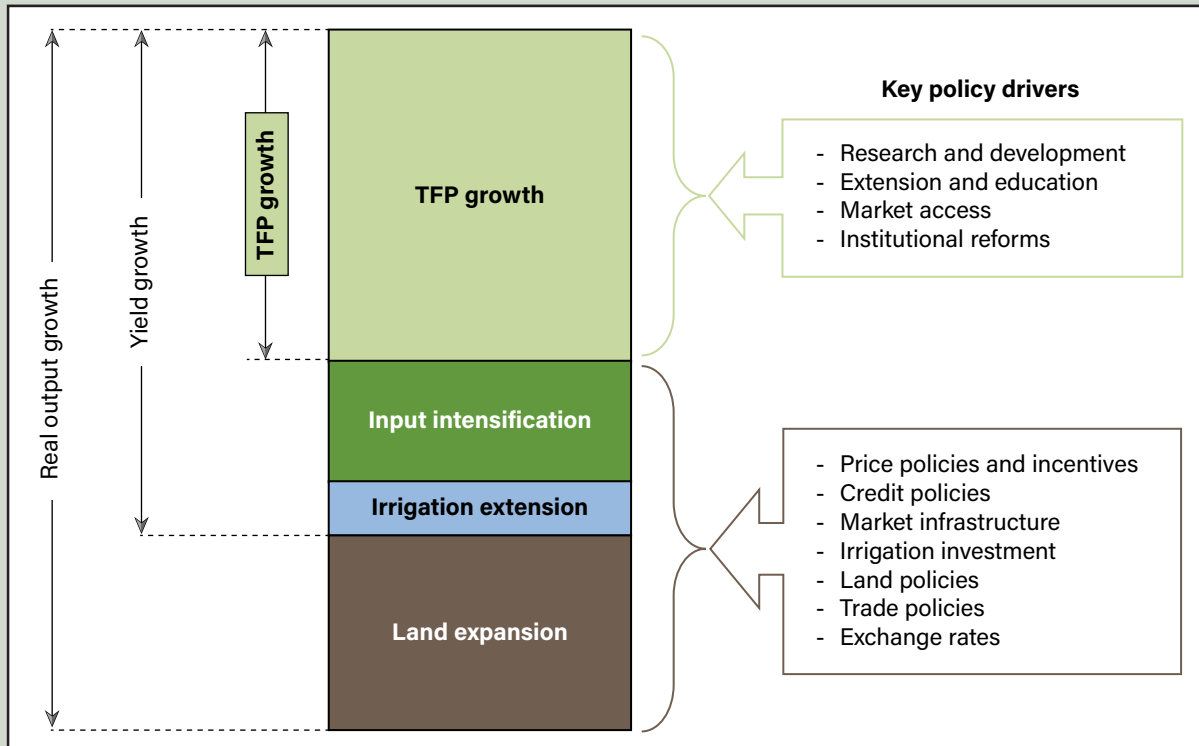 Real output growth
Yield growth
TFP growth
TFP growth
Input intensification
Irrigation extension
Land expansion
Key policy drivers
- Research and development
- Extension and education
- Market access
- Institutional reforms
- Price policies and incentives
- Credit policies
- Market infrastructure
- Irrigation investment
- Land policies
- Trade policies
- Exchange rates